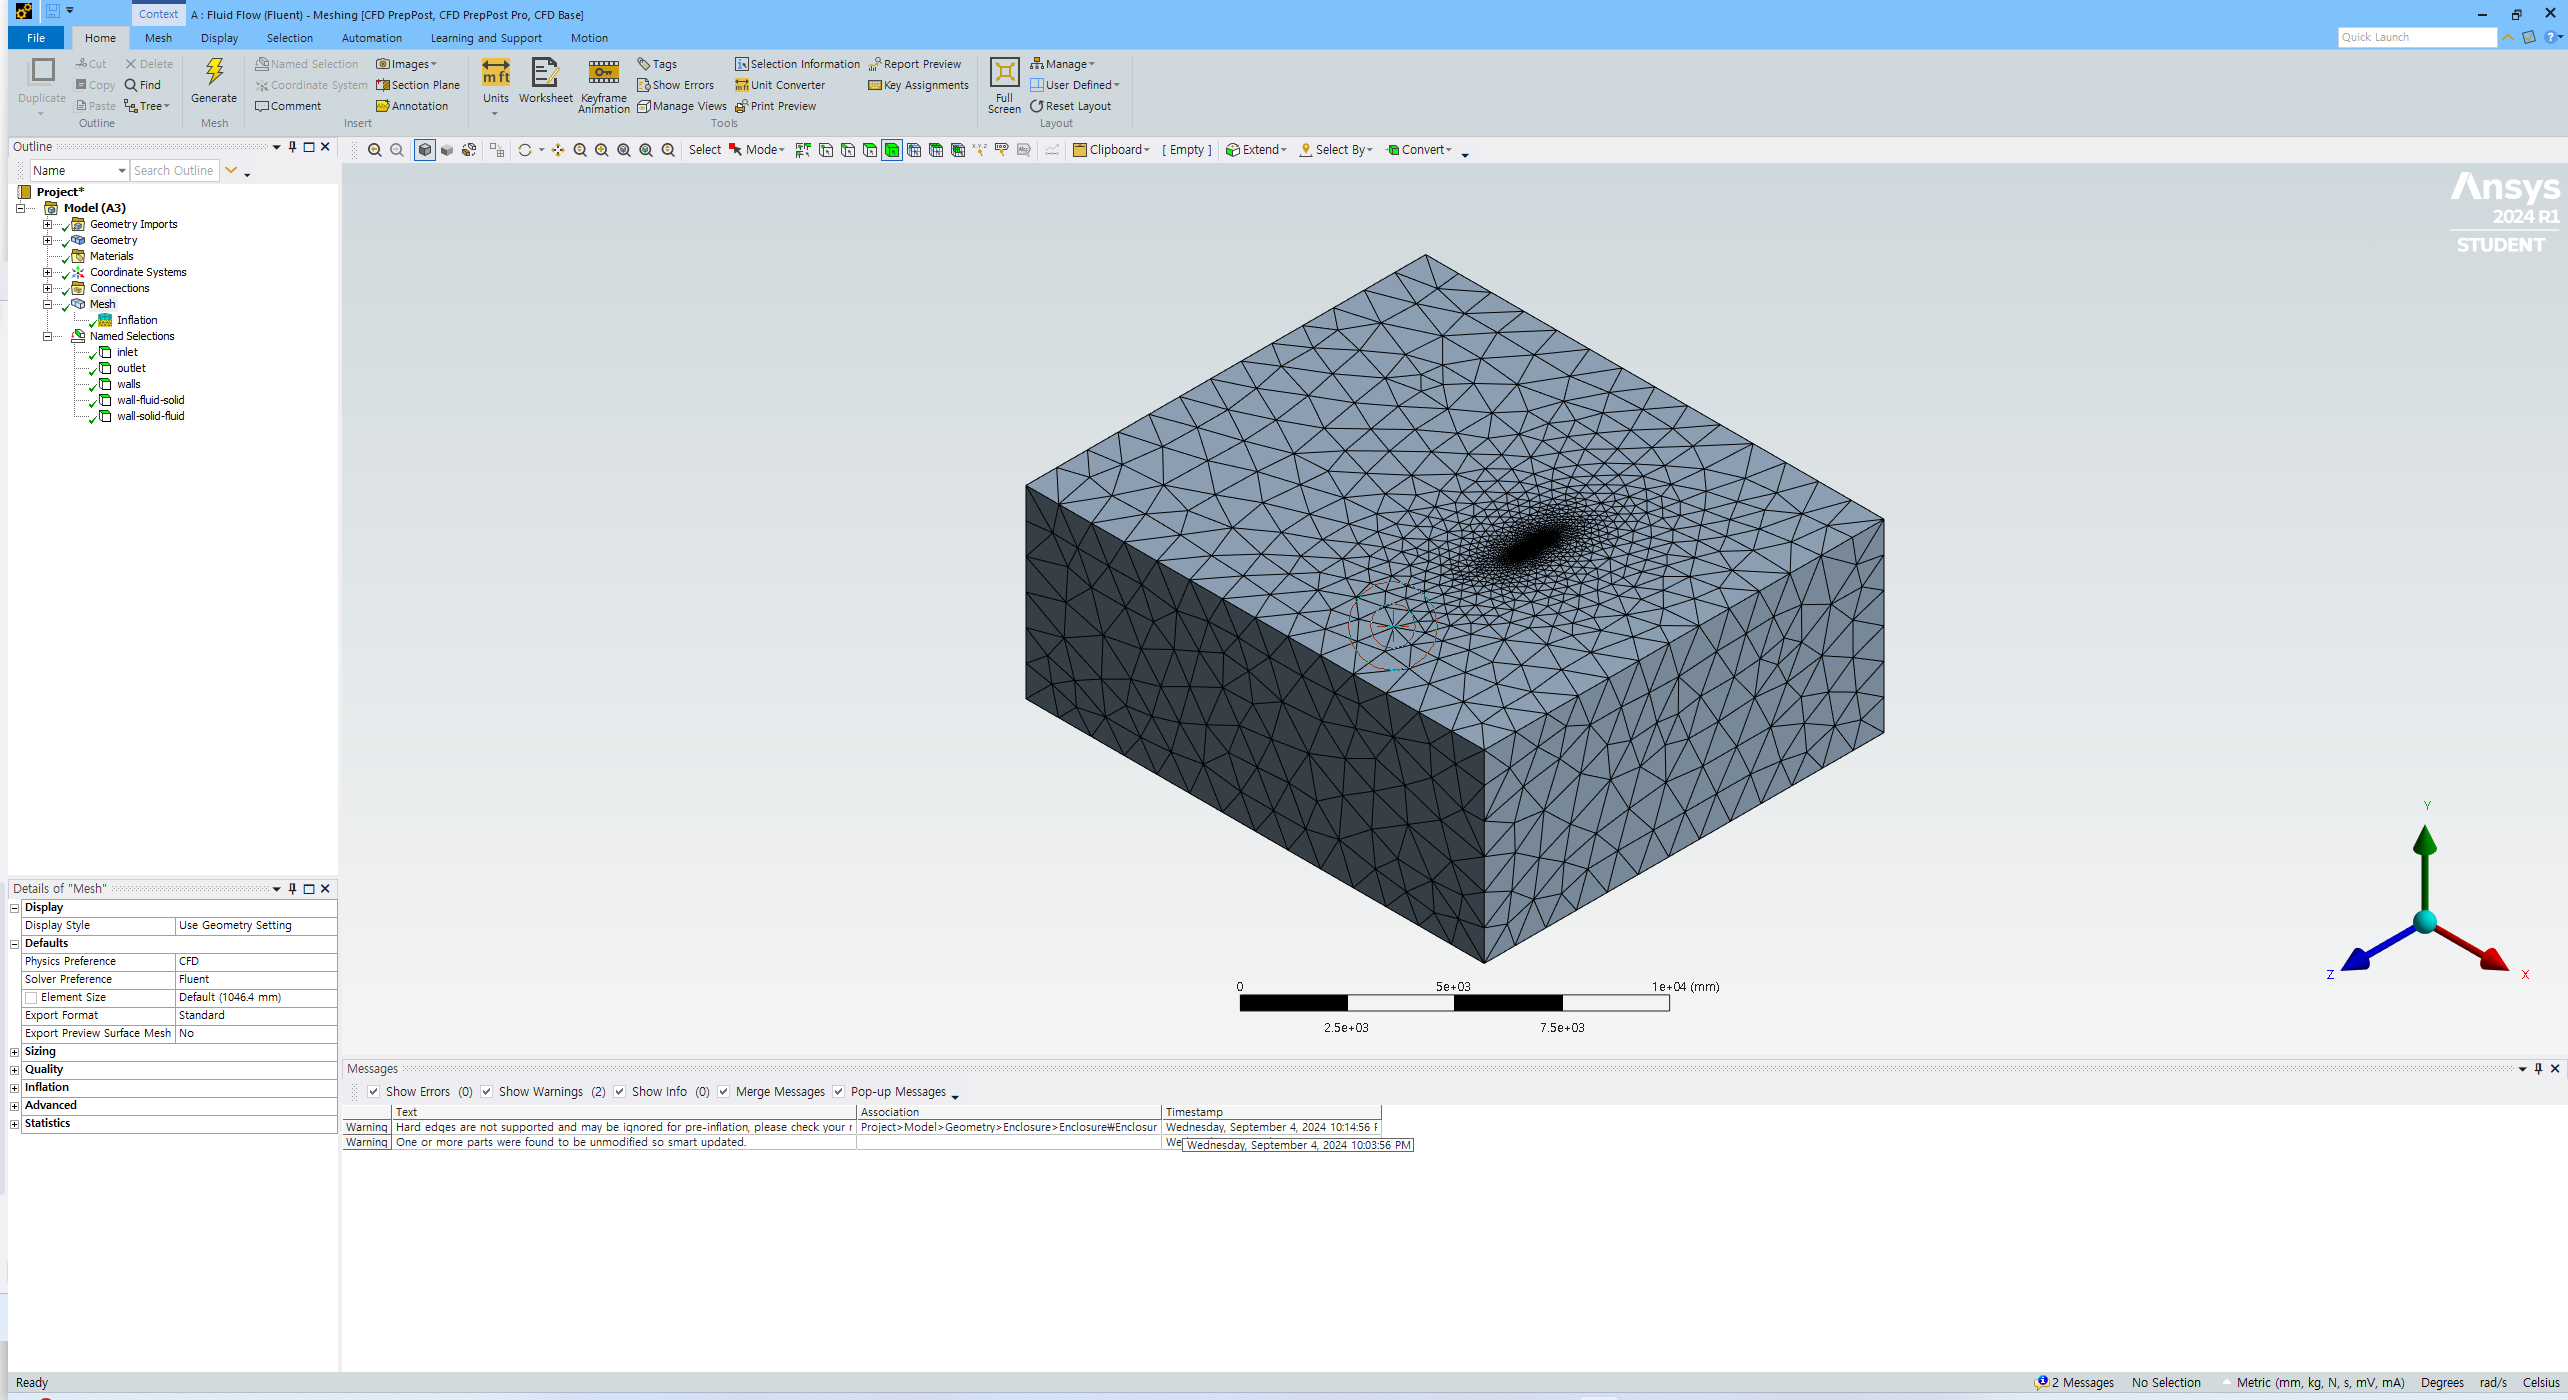 Context
A : Fluid Flow (Fluent) - Meshing [CFD PrepPost, CFD PrepPost Pro, CFD Base]
File Home Mesh Display Selection Automation Learning and Support Motion
Quick Launch
Duplicate
Cut
Copy
Paste
Delete
Find
Tree
Outline
Generate
Mesh
Named Selection
Coordinate System
Comment
Images
Section Plane
Annotation
Insert
Units
Worksheet
Keyframe
Animation
Tags
Show Errors
Manage Views
Selection Information
Unit Converter
Print Preview
Report Preview
Key Assignments
Tools
Full
Screen
Manage
User Defined
Reset Layout
Layout
Outline
Name
Search Outline
Select Mode Clipboard [ Empty ] Extend Select By Convert
Project*
Model (A3)
Geometry Imports
Geometry
Materials
Coordinate Systems
Connections
Mesh
Inflation
Named Selections
inlet
outlet
walls
wall-fluid-solid
wall-solid-fluid
Ansys
2024 R1
STUDENT
Y
Z
X
0 5e+03 1e+04 (mm)
2.5e+03 7.5e+03
Details of "Mesh"
Display
Display Style Use Geometry Setting
Defaults
Physics Preference CFD
Solver Preference Fluent
Element Size Default (1046.4 mm)
Export Format Standard
Export Preview Surface Mesh No
Sizing
Quality
Inflation
Advanced
Statistics
Messages
Show Errors (0) Show Warnings (2) Show Info (0) Merge Messages Pop-up Messages
Text Association Timestamp
Warning Hard edges are not supported and may be ignored for pre-inflation, please check your Project>Model>Geometry>Enclosure>Enclosure₩Enclosur Wednesday, September 4, 2024 10:14:56
Warning One or more parts were found to be unmodified so smart updated. We
Wednesday, September 4, 2024 10:03:56 PM
Ready
2 Messages No Selection Metric (mm, kg, N, s, mV, mA) Degrees rad/s Celsius